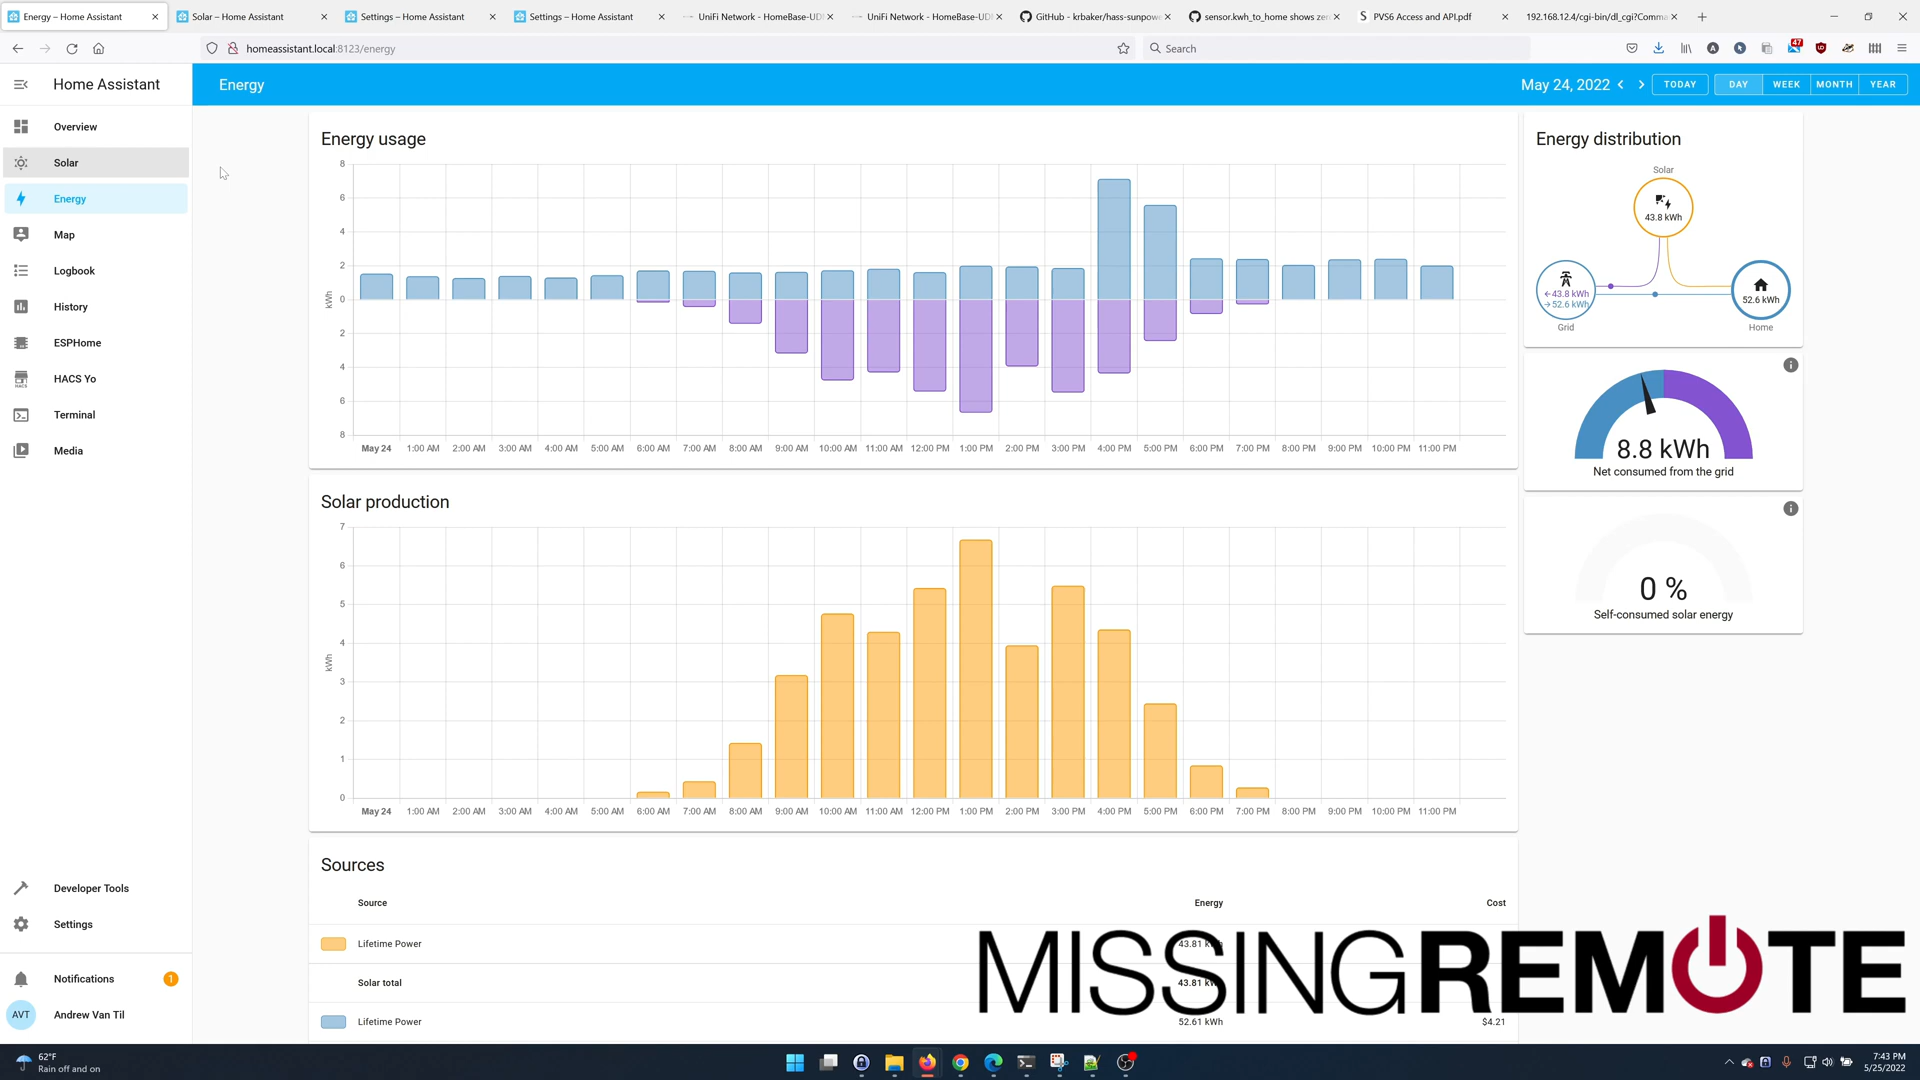 Energy – Home Assistant
Solar – Home Assistant
Settings – Home Assistant
Settings – Home Assistant
UniFi Network - HomeBase-UDM
UniFi Network - HomeBase-UDM
GitHub - krbaker/hass-sunpower
sensor.kwh_to_home shows zero
S PVS6 Access and API.pdf
192.168.12.4/cgi-bin/dl_cgi?Comma
homeassistant.local:8123/energy
Search
47
Home Assistant
Energy
May 24, 2022
TODAY
DAY
WEEK
MONTH
YEAR
Overview
Solar
Energy
Map
Logbook
History
ESPHome
HACS
HACS Yo
Terminal
Media
Developer Tools
Settings
Notifications
1
AVT
Andrew Van Til
Energy usage
8
6
4
2
0
2
4
6
8
kWh
May 24 1:00 AM 2:00 AM 3:00 AM 4:00 AM 5:00 AM 6:00 AM 7:00 AM 8:00 AM 9:00 AM 10:00 AM 11:00 AM 12:00 PM 1:00 PM 2:00 PM 3:00 PM 4:00 PM 5:00 PM 6:00 PM 7:00 PM 8:00 PM 9:00 PM 10:00 PM 11:00 PM
Solar production
7
6
5
4
3
2
1
0
kWh
May 24 1:00 AM 2:00 AM 3:00 AM 4:00 AM 5:00 AM 6:00 AM 7:00 AM 8:00 AM 9:00 AM 10:00 AM 11:00 AM 12:00 PM 1:00 PM 2:00 PM 3:00 PM 4:00 PM 5:00 PM 6:00 PM 7:00 PM 8:00 PM 9:00 PM 10:00 PM 11:00 PM
Sources
Source Energy Cost
Lifetime Power 43.81 kWh
Solar total 43.81 kWh
Lifetime Power 52.61 kWh $4.21
Energy distribution
Solar
43.8 kWh
←43.8 kWh
→52.6 kWh
Grid
52.6 kWh
Home
8.8 kWh
Net consumed from the grid
0 %
Self-consumed solar energy
MISSINGREMOTE
62°F
Rain off and on
7:43 PM
5/25/2022